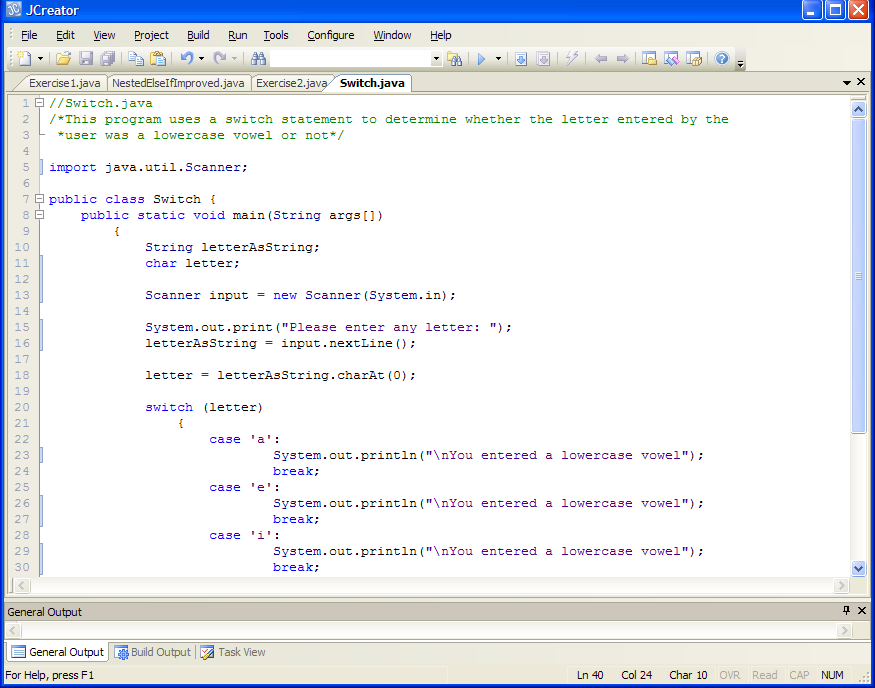 JCreator
File Edit View Project Build Run Tools Configure Window Help
Exercise1.java NestedElseIfImproved.java Exercise2.java Switch.java
1 //Switch.java
2 /*This program uses a switch statement to determine whether the letter entered by the
3 *user was a lowercase vowel or not*/
4
5 import java.util.Scanner;
6
7 public class Switch {
8 public static void main(String args[])
9 {
10 String letterAsString;
11 char letter;
12
13 Scanner input = new Scanner(System.in);
14
15 System.out.print("Please enter any letter: ");
16 letterAsString = input.nextLine();
17
18 letter = letterAsString.charAt(0);
19
20 switch (letter)
21 {
22 case 'a':
23 System.out.println("\nYou entered a lowercase vowel");
24 break;
25 case 'e':
26 System.out.println("\nYou entered a lowercase vowel");
27 break;
28 case 'i':
29 System.out.println("\nYou entered a lowercase vowel");
30 break;
General Output
General Output Build Output Task View
For Help, press F1 Ln 40 Col 24 Char 10 OVR Read CAP NUM